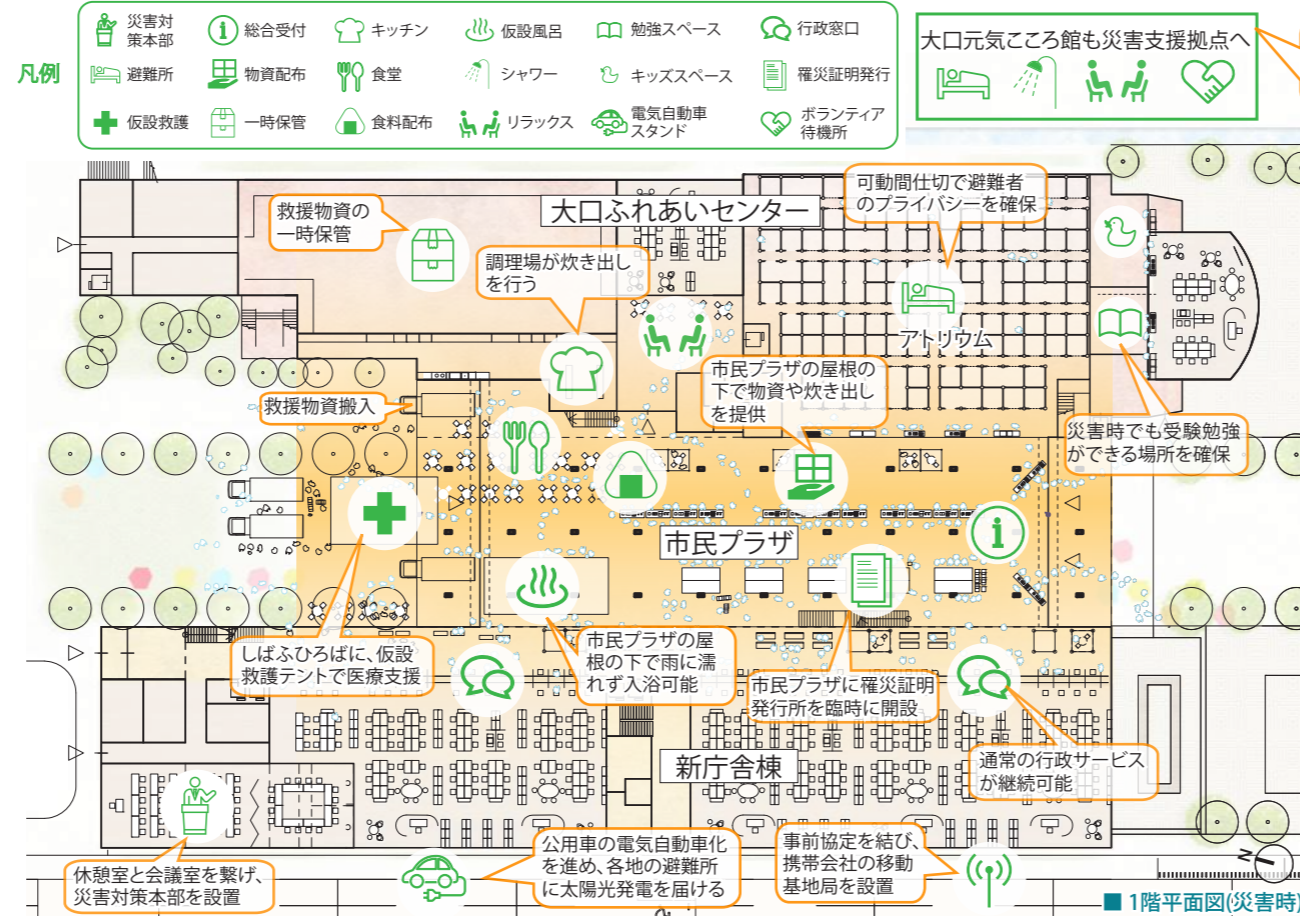 凡例
災害対
策本部
総合受付
キッチン
仮設風呂
勉強スペース
行政窓口
避難所
物資配布
食堂
シャワー
キッズスペース
罹災証明発行
仮設救護
一時保管
食料配布
リラックス
電気自動車
スタンド
ボランティア
待機所
大口元気こころ館も災害支援拠点へ
救援物資の
一時保管
大口ふれあいセンター
可動間仕切で避難者
のプライバシーを確保
調理場が炊き出し
を行う
アトリウム
救援物資搬入
市民プラザの屋根の
下で物資や炊き出し
を提供
災害時でも受験勉強
ができる場所を確保
市民プラザ
しばふひろばに、仮設
救護テントで医療支援
市民プラザの屋
根の下で雨に濡
れず入浴可能
市民プラザに罹災証明
発行所を臨時に開設
通常の行政サービス
が継続可能
新庁舎棟
休憩室と会議室を繋げ、
災害対策本部を設置
公用車の電気自動車化
を進め、各地の避難所
に太陽光発電を届ける
事前協定を結び、
携帯会社の移動
基地局を設置
N
■ 1階平面図(災害時)